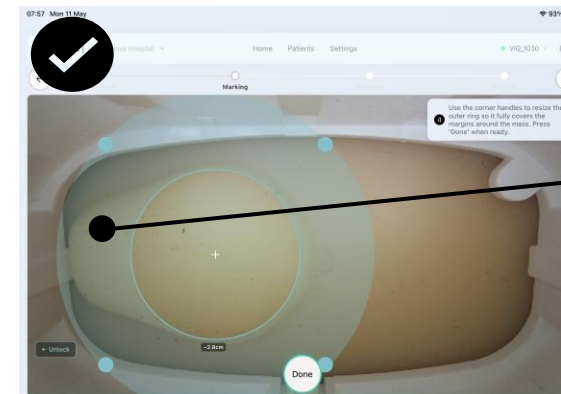 07:57 Mon 11 May
93%
Hospital
Home Patients Settings
VIQ_1030
Marking
4
Use the corner handles to resize the
outer ring so it fully covers the
margins around the mass. Press
'Done' when ready.
~2.8cm
← Unlock
Done